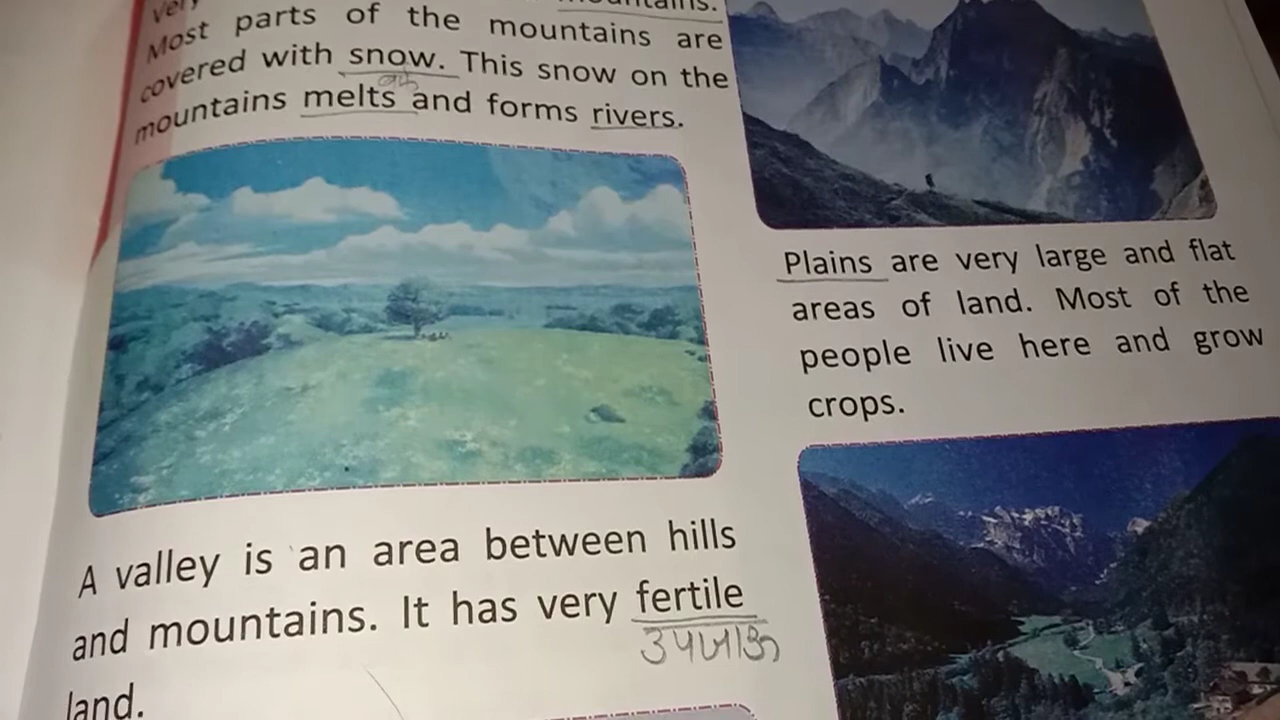 mountains.
Most parts of the mountains are
covered with snow. This snow on the
mountains melts and forms rivers.
Plains are very large and flat
areas of land. Most of the
people live here and grow
crops.
A valley is an area between hills
and mountains. It has very fertile
उपजाऊ
land.